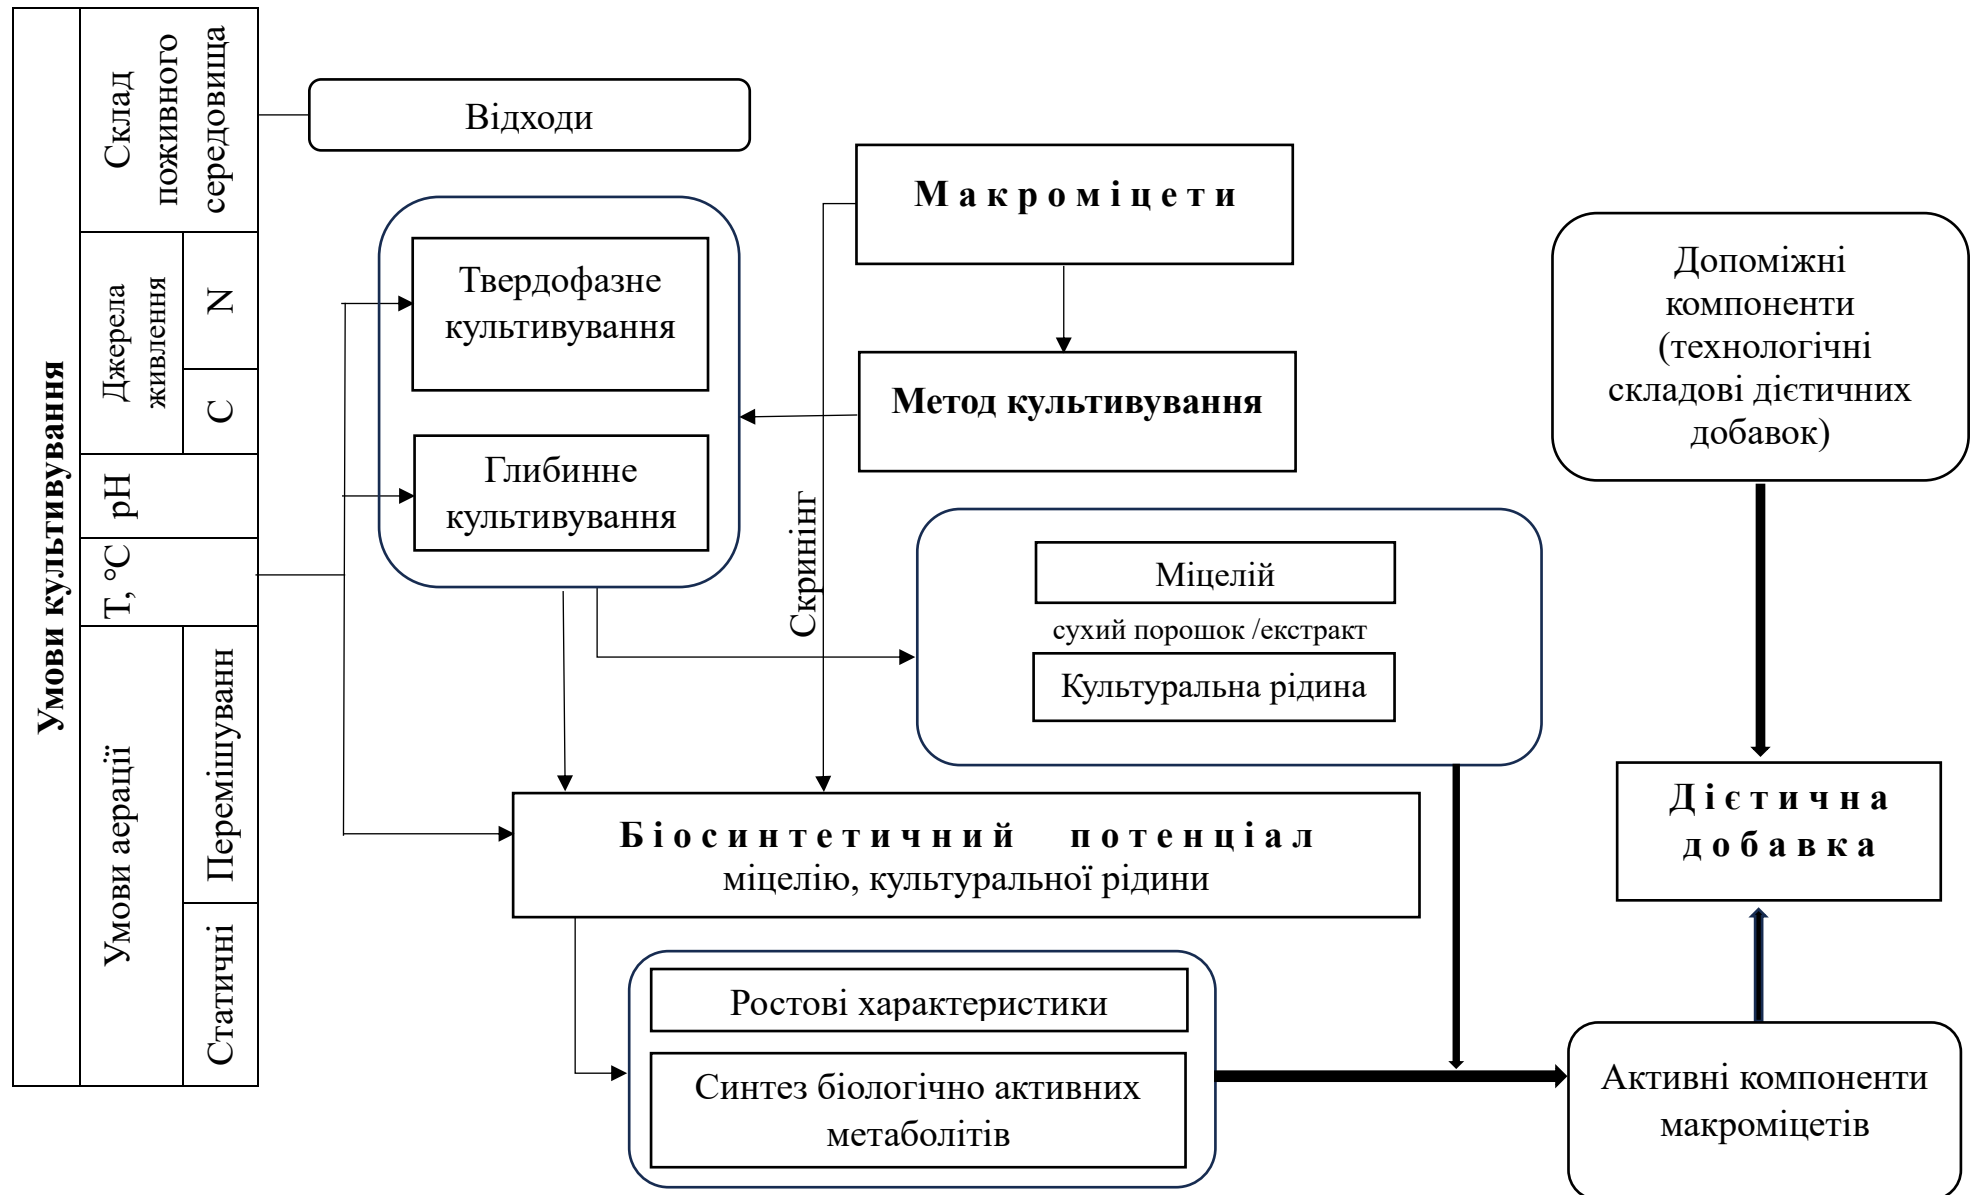 Умови культивування
Склад
поживного
середовища
Джерела
живлення
N
C
pH
T, °C
Умови аерації
Перемішуванн
Статичні
Відходи
Твердофазне
культивування
Глибинне
культивування
Макроміцети
Метод культивування
Скринінг
Міцелій
сухий порошок /екстракт
Культуральна рідина
Допоміжні
компоненти
(технологічні
складові дієтичних
добавок)
Дієтична
добавка
Біосинтетичний потенціал
міцелію, культуральної рідини
Ростові характеристики
Синтез біологічно активних
метаболітів
Активні компоненти
макроміцетів